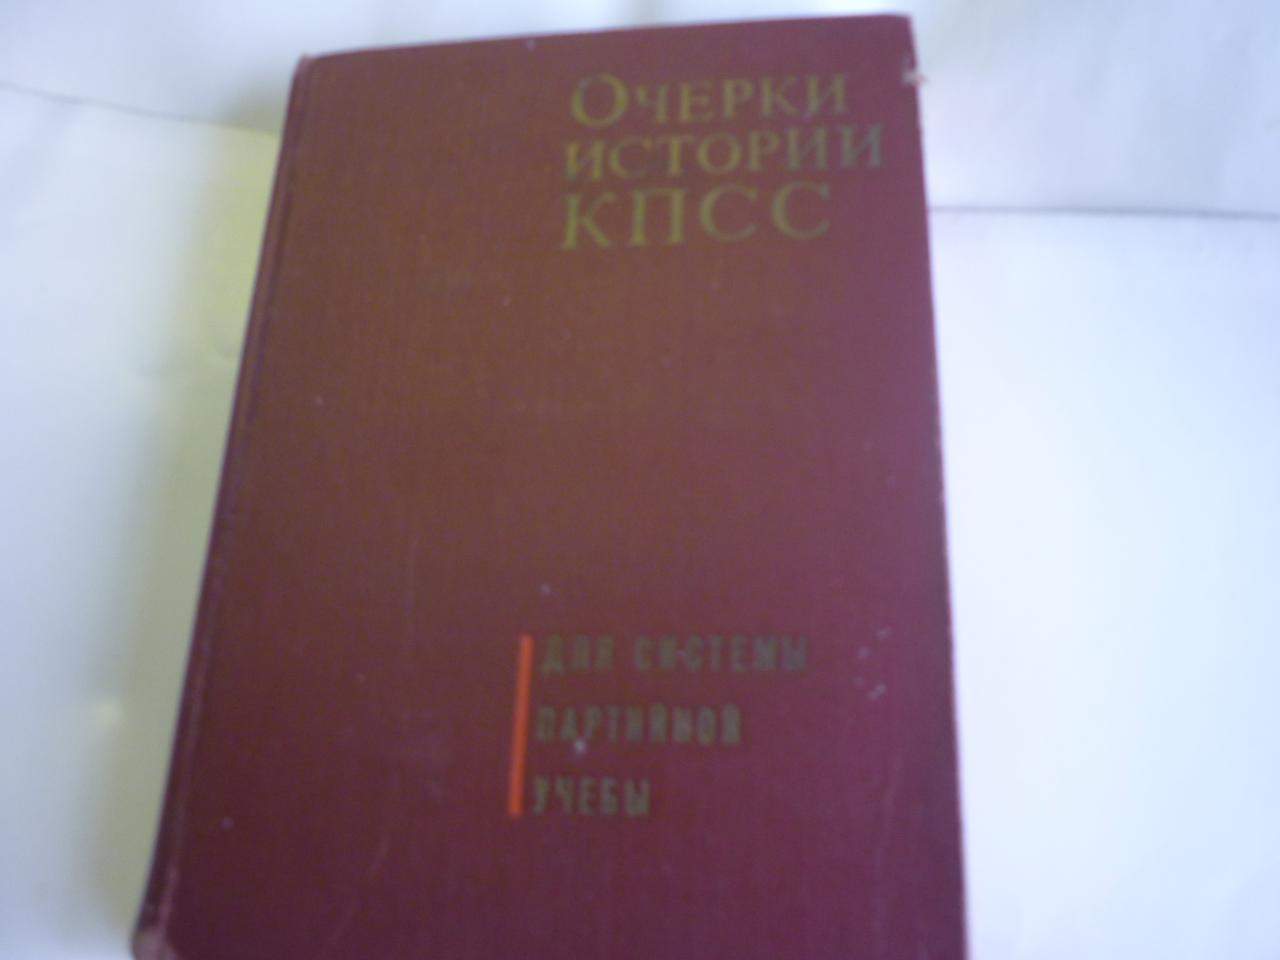 ОЧЕРКИ
ИСТОРИИ
КПСС
ДЛЯ СИСТЕМЫ
ПАРТИЙНОЙ
УЧЕБЫ